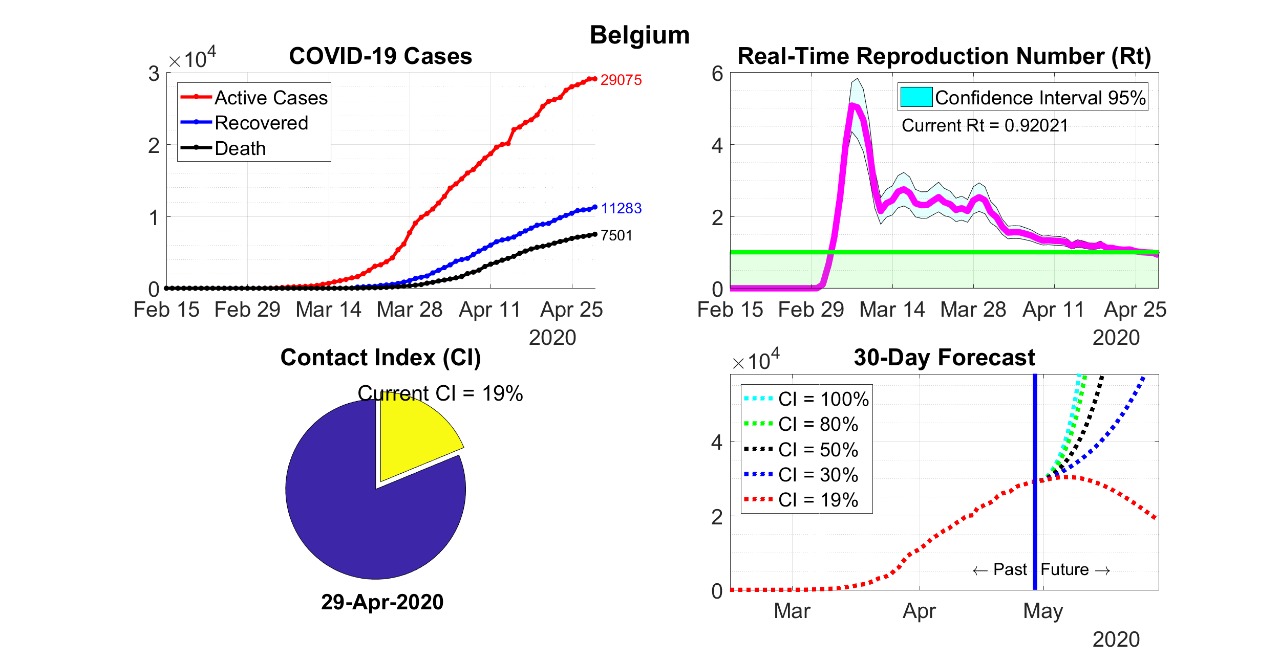 Belgium
COVID-19 Cases
×10⁴
3
2
1
0
Active Cases
Recovered
Death
29075
11283
7501
Feb 15 Feb 29 Mar 14 Mar 28 Apr 11 Apr 25
2020
Real-Time Reproduction Number (Rt)
6
4
2
0
Confidence Interval 95%
Current Rt = 0.92021
Feb 15 Feb 29 Mar 14 Mar 28 Apr 11 Apr 25
2020
Contact Index (CI)
Current CI = 19%
29-Apr-2020
30-Day Forecast
×10⁴
4
2
0
CI = 100%
CI = 80%
CI = 50%
CI = 30%
CI = 19%
← Past Future →
Mar Apr May
2020